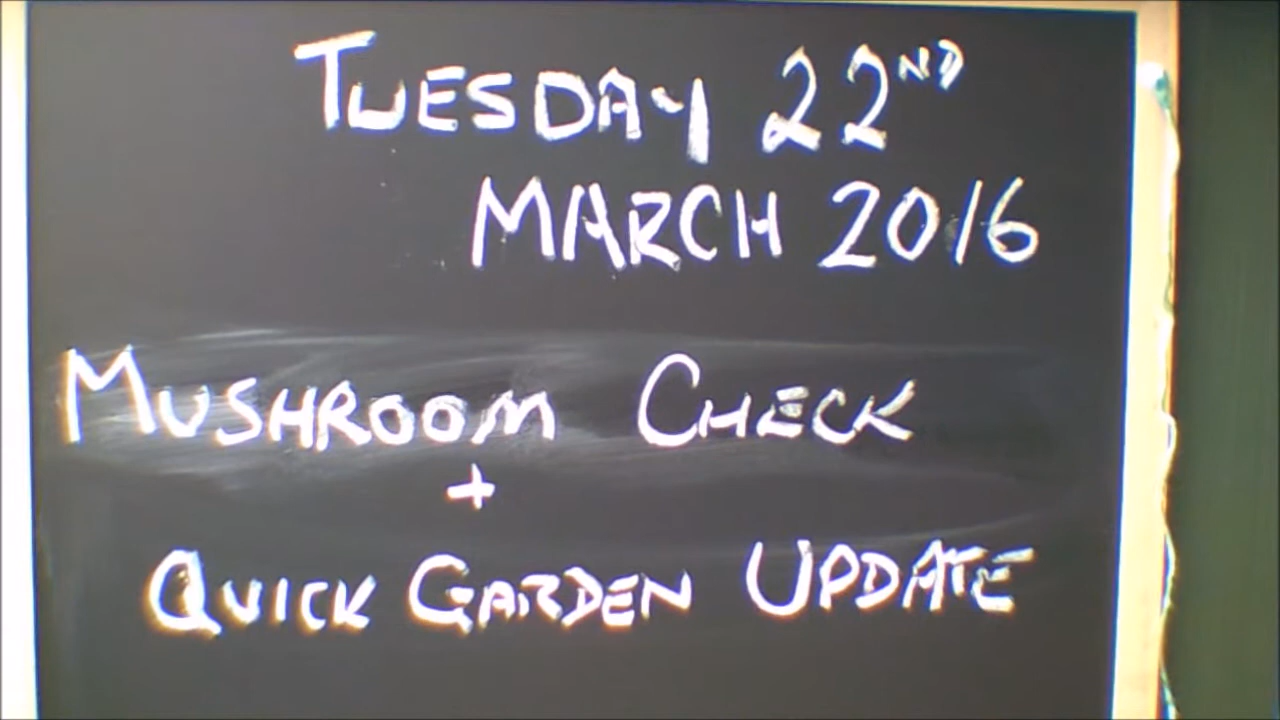 TUESDAY 22ND
MARCH 2016
MUSHROOM CHECK
+
QUICK GARDEN UPDATE